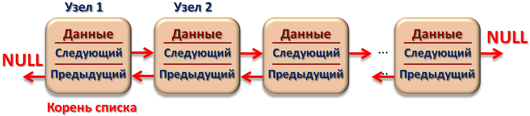 Узел 1 Узел 2
Данные Данные Данные Данные
NULL
Следующий Следующий Следующий ... Следующий
NULL
Предыдущий Предыдущий Предыдущий ... Предыдущий
Корень списка